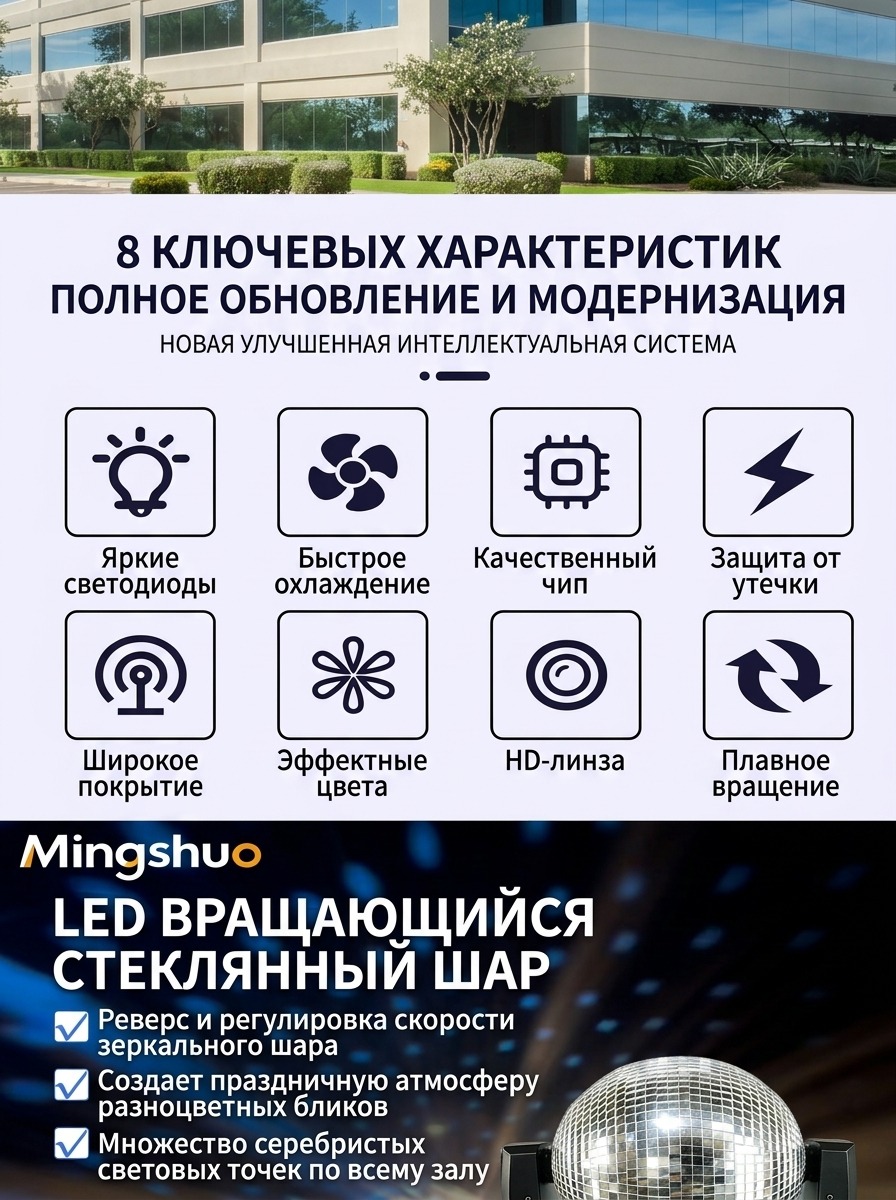 8 КЛЮЧЕВЫХ ХАРАКТЕРИСТИК
ПОЛНОЕ ОБНОВЛЕНИЕ И МОДЕРНИЗАЦИЯ
НОВАЯ УЛУЧШЕННАЯ ИНТЕЛЛЕКТУАЛЬНАЯ СИСТЕМА
Яркие
светодиоды
Быстрое
охлаждение
Качественный
чип
Защита от
утечки
Широкое
покрытие
Эффектные
цвета
HD-линза
Плавное
вращение
Mingshuo
LED ВРАЩАЮЩИЙСЯ
СТЕКЛЯННЫЙ ШАР
Реверс и регулировка скорости
зеркального шара
Создает праздничную атмосферу
разноцветных бликов
Множество серебристых
световых точек по всему залу